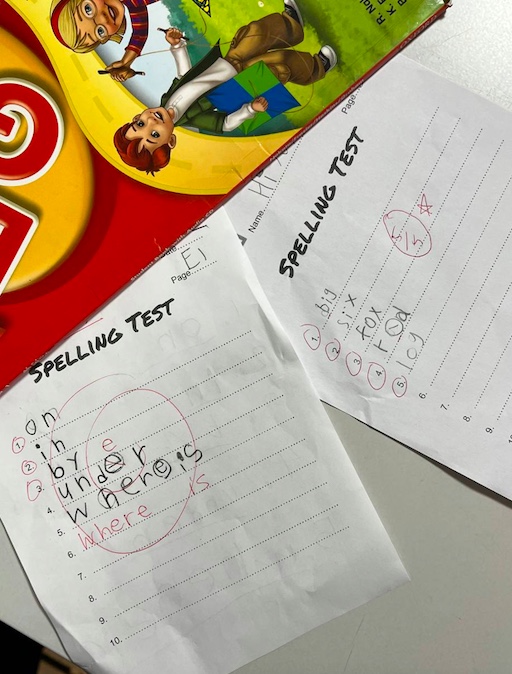 Page
E1
SPELLING TEST
1. on
2. in
3. by
e
4. under
5. where is
6. where is
7.
8.
9.
10.
Page
Name
Hi
SPELLING TEST
5/5
1. big
2. six
3. fox
4. rod
5. log
6.
7.
8.
9.